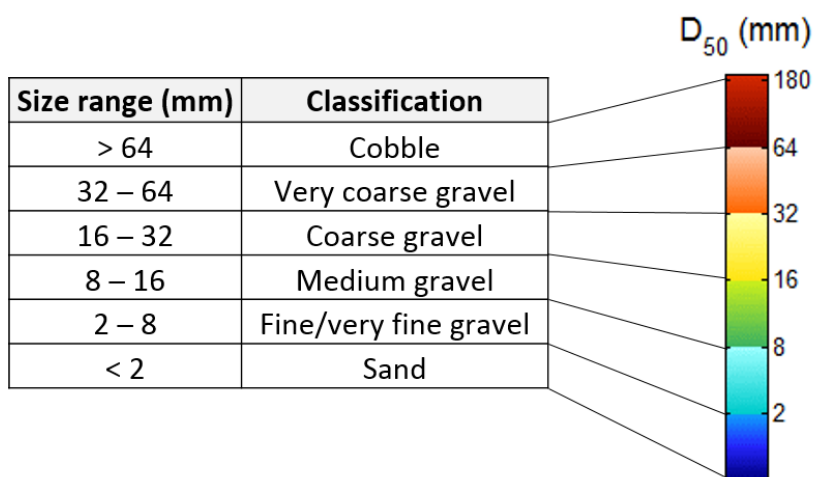 D50 (mm)
Size range (mm) Classification
> 64 Cobble
32 – 64 Very coarse gravel
16 – 32 Coarse gravel
8 – 16 Medium gravel
2 – 8 Fine/very fine gravel
< 2 Sand
180
64
32
16
8
2